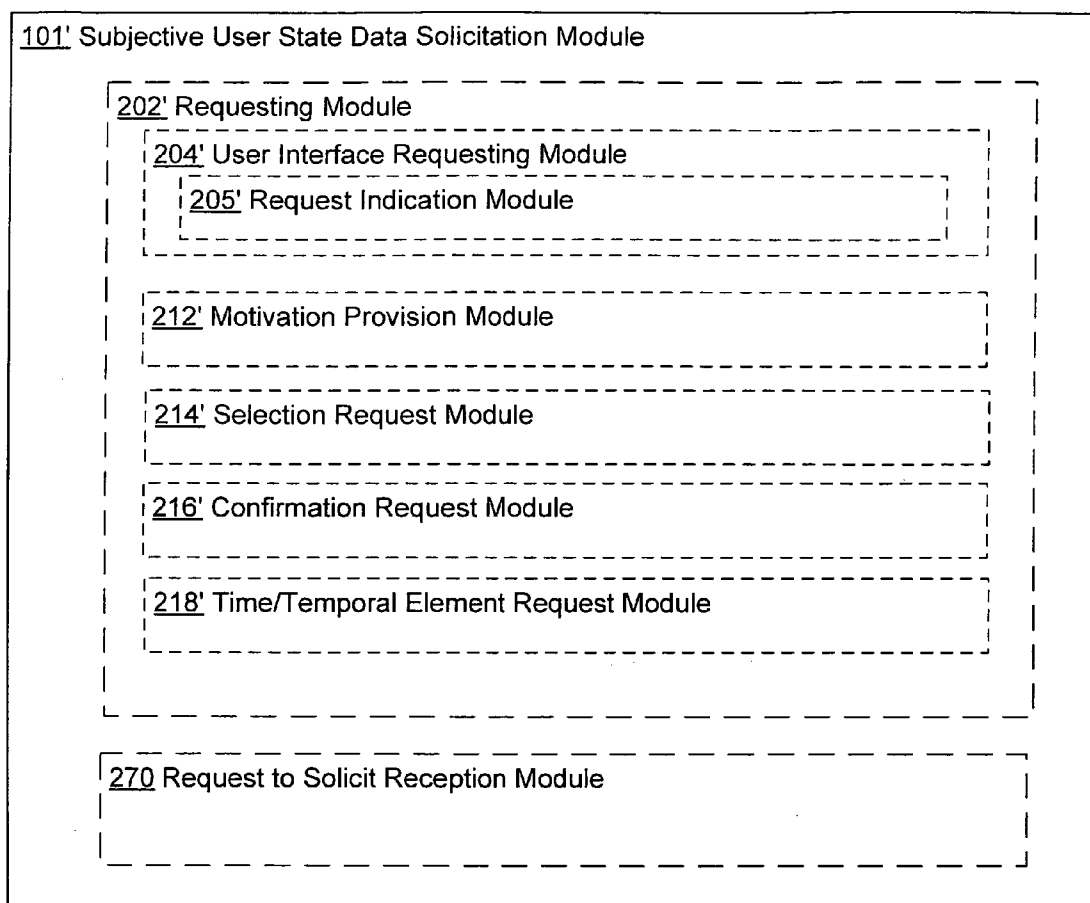 101' Subjective User State Data Solicitation Module
202' Requesting Module
204' User Interface Requesting Module
205' Request Indication Module
212' Motivation Provision Module
214' Selection Request Module
216' Confirmation Request Module
218' Time/Temporal Element Request Module
270 Request to Solicit Reception Module